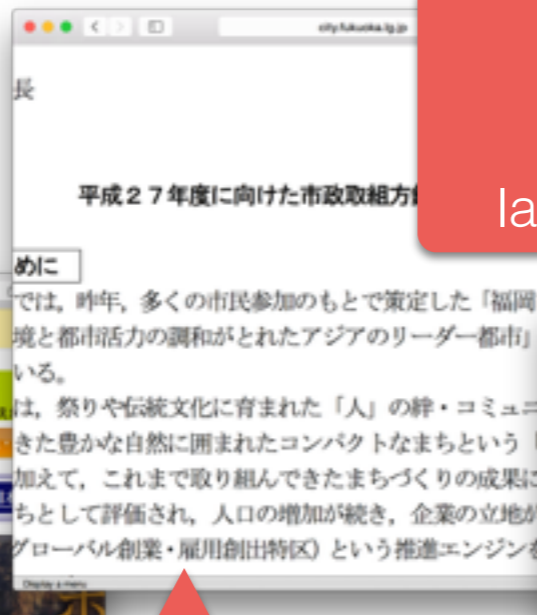 city.fukuoka.lg.jp
長
平成27年度に向けた市政取組方
la
めに
では，昨年，多くの市民参加のもとで策定した「福岡
境と都市活力の調和がとれたアジアのリーダー都市」
いる。
は，祭りや伝統文化に育まれた「人」の絆・コミュニ
きた豊かな自然に囲まれたコンパクトなまちという「
加えて，これまで取り組んできたまちづくりの成果に
ちとして評価され，人口の増加が続き，企業の立地が
グローバル創業・雇用創出特区）という推進エンジンを
Display a menu